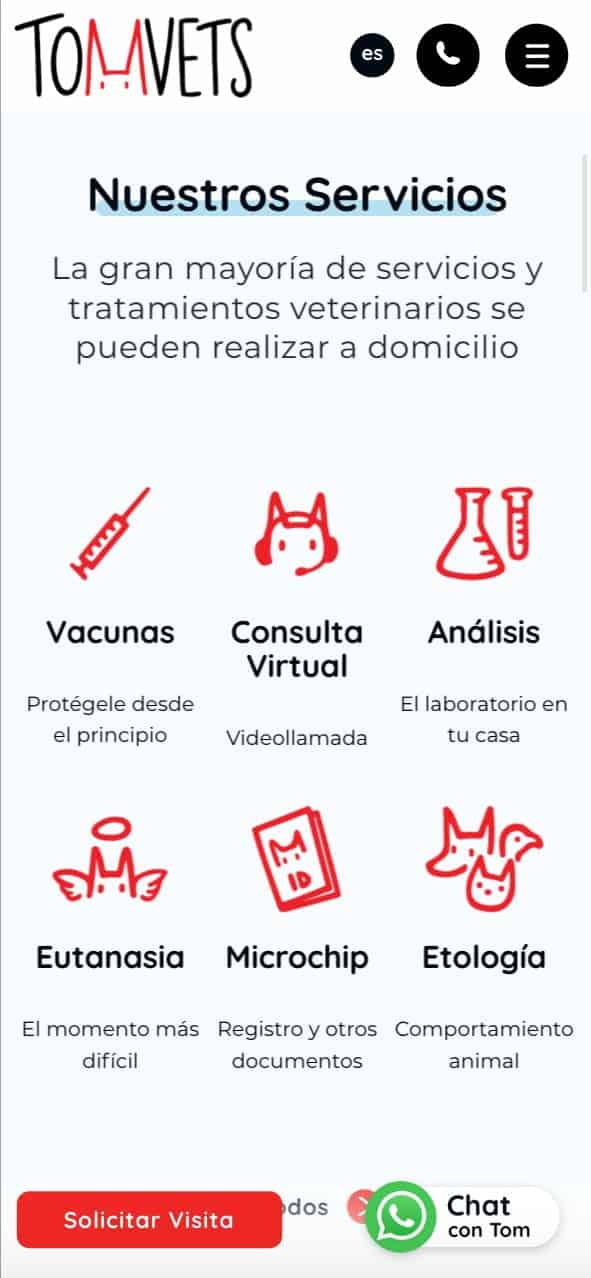 TOMVETS
es
Nuestros Servicios
La gran mayoría de servicios y
tratamientos veterinarios se
pueden realizar a domicilio
Vacunas
Protégele desde
el principio
Consulta
Virtual
Videollamada
Análisis
El laboratorio en
tu casa
Eutanasia
El momento más
difícil
ID
Microchip
Registro y otros
documentos
Etología
Comportamiento
animal
Solicitar Visita
Chat
con Tom